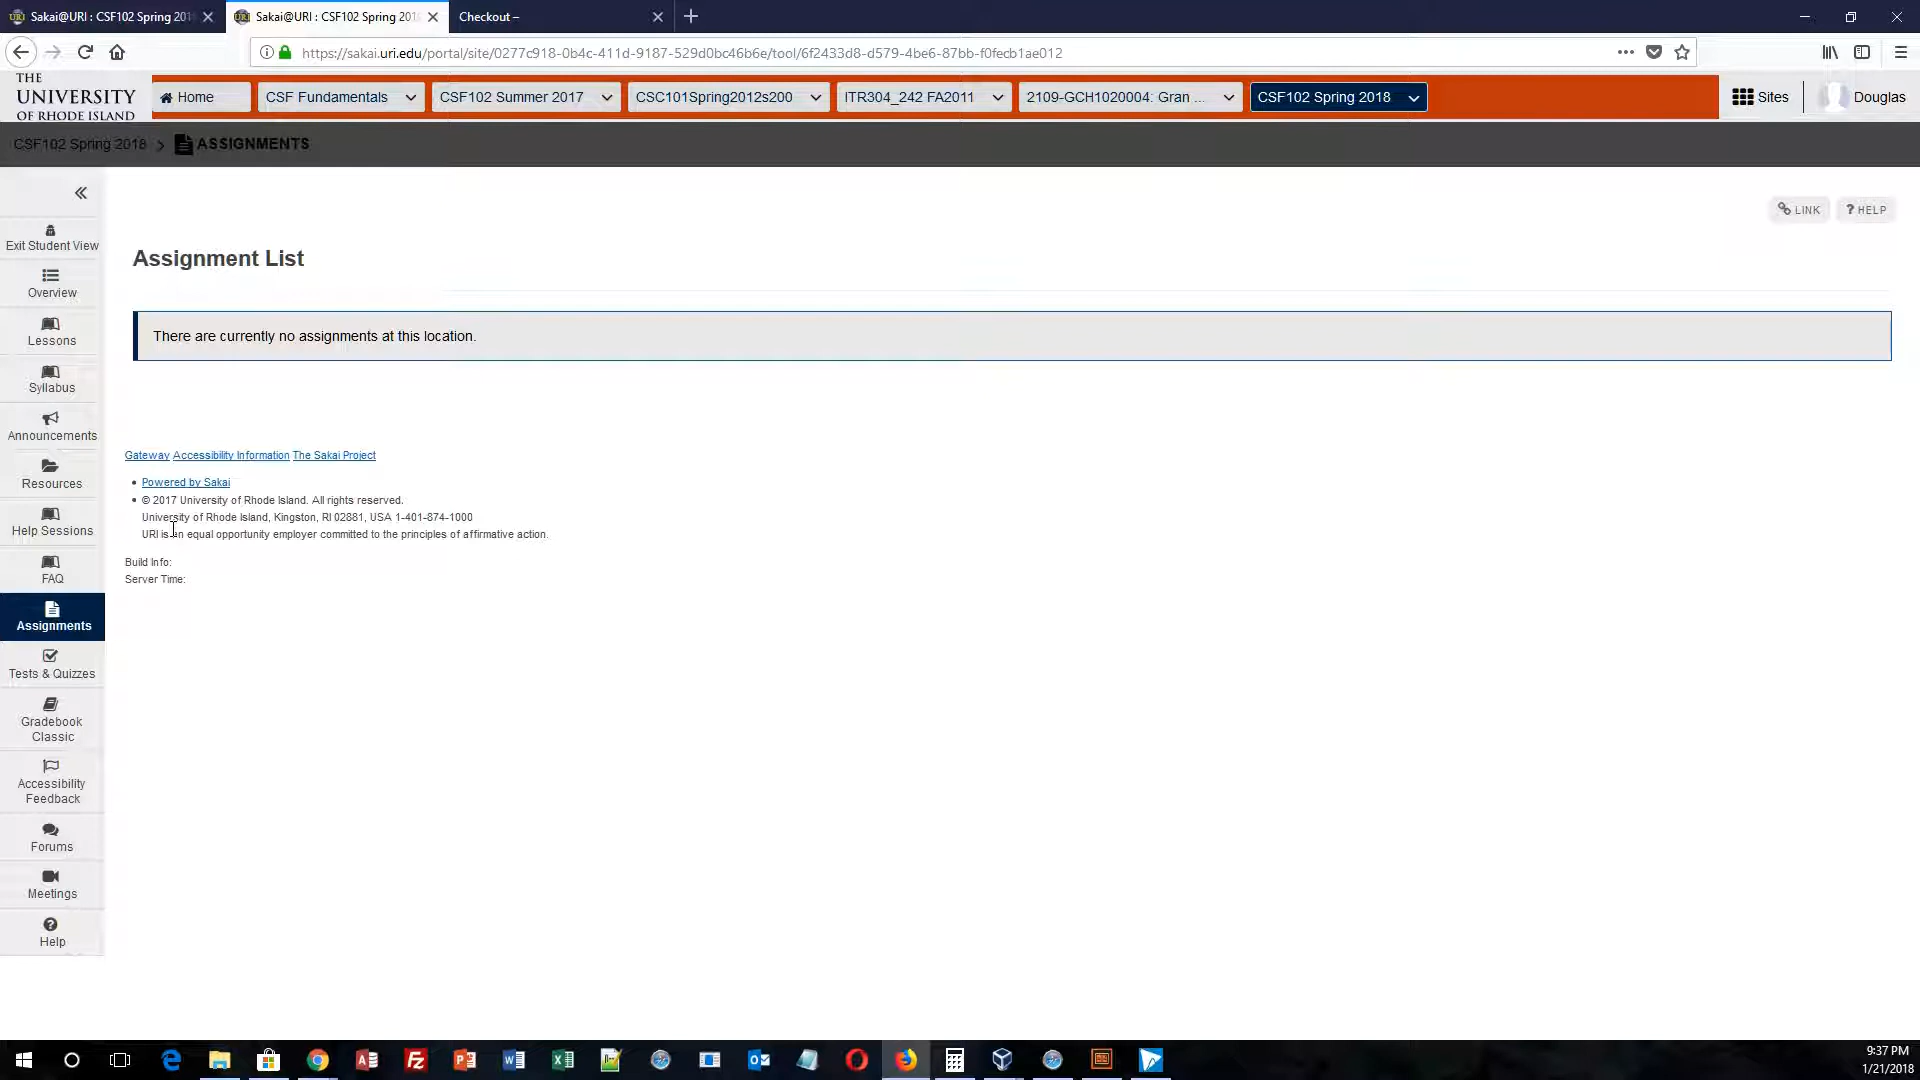 Sakai@URI : CSF102 Spring 201
Sakai@URI : CSF102 Spring 201
Checkout –
https://sakai.uri.edu/portal/site/0277c918-0b4c-411d-9187-529d0bc46b6e/tool/6f2433d8-d579-4be6-87bb-f0fecb1ae012
THE
UNIVERSITY
OF RHODE ISLAND
Home
CSF Fundamentals
CSF102 Summer 2017
CSC101Spring2012s200
ITR304_242 FA2011
2109-GCH1020004: Gran ...
CSF102 Spring 2018
Sites
Douglas
CSF102 Spring 2018
ASSIGNMENTS
LINK
? HELP
Exit Student View
Overview
Lessons
Syllabus
Announcements
Resources
Help Sessions
FAQ
Assignments
Tests & Quizzes
Gradebook
Classic
Accessibility
Feedback
Forums
Meetings
Help
Assignment List
There are currently no assignments at this location.
Gateway Accessibility Information The Sakai Project
• Powered by Sakai
• © 2017 University of Rhode Island. All rights reserved.
University of Rhode Island, Kingston, RI 02881, USA 1-401-874-1000
URI is an equal opportunity employer committed to the principles of affirmative action.
Build Info:
Server Time:
9:37 PM
1/21/2018